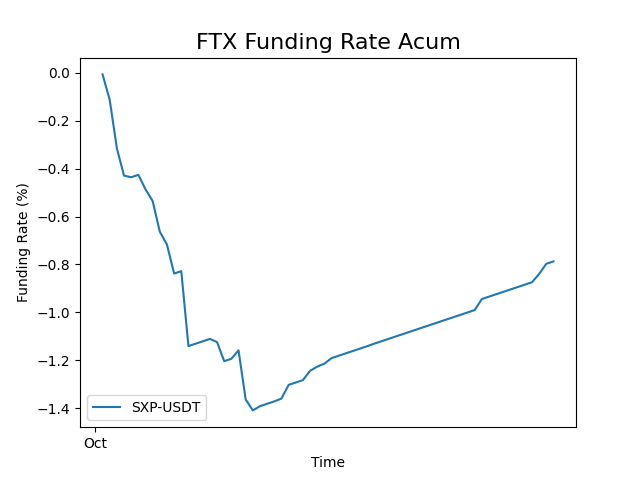 FTX Funding Rate Acum
Funding Rate (%)
0.0
−0.2
−0.4
−0.6
−0.8
−1.0
−1.2
−1.4
SXP-USDT
Oct
Time